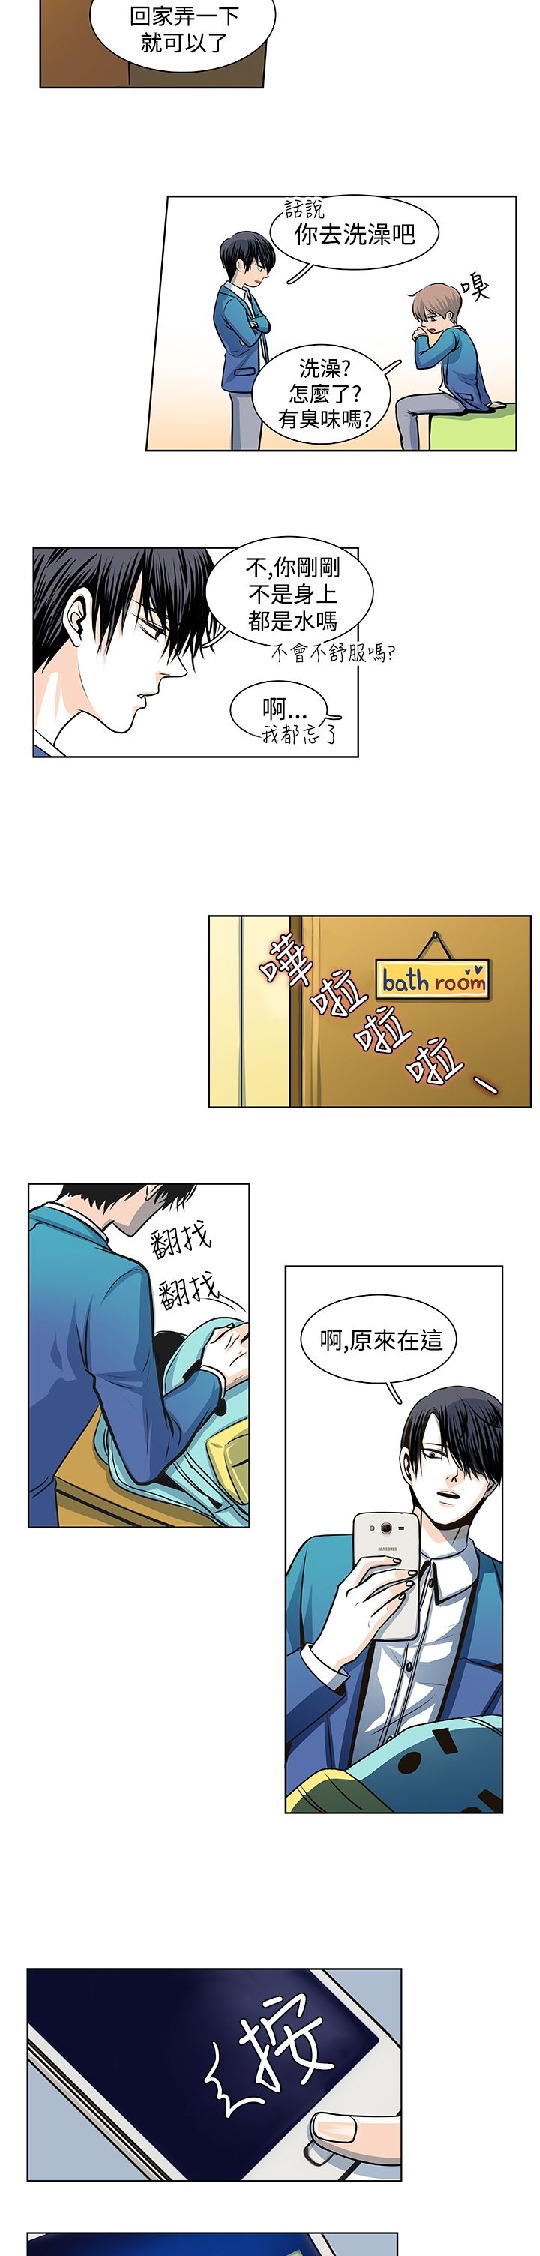 回家弄一下
就可以了
話說
你去洗澡吧
嗅
洗澡?
怎麼了?
有臭味嗎?
不,你剛剛
不是身上
都是水嗎
不會不舒服嗎?
啊...
我都忘了
嘩啦啦啦~
bath room
翻找
翻找
啊,原來在這
SAMSUNG
按